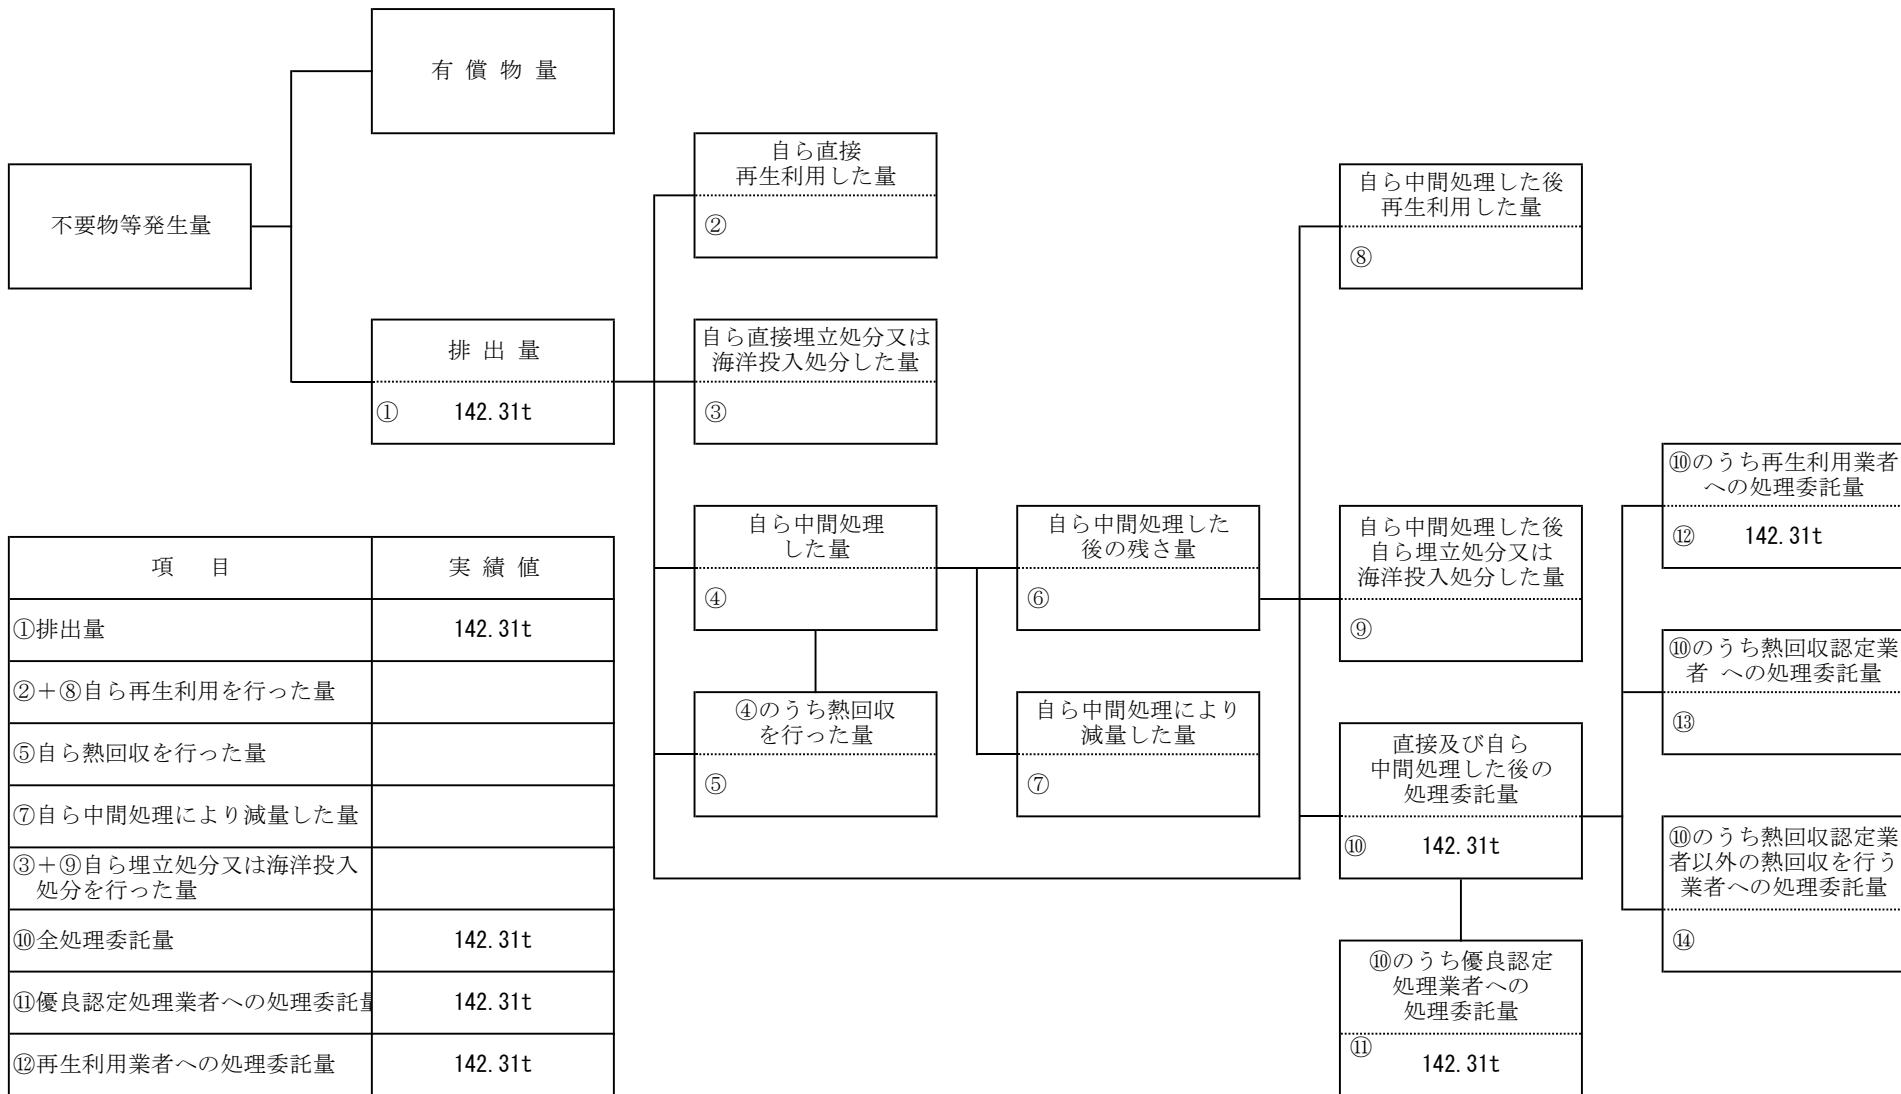 有 償 物 量
不要物等発生量
排 出 量
① 142.31t
自ら直接
再生利用した量
②
自ら直接埋立処分又は
海洋投入処分した量
③
自ら中間処理
した量
④
④のうち熱回収
を行った量
⑤
自ら中間処理した
後の残さ量
⑥
自ら中間処理により
減量した量
⑦
自ら中間処理した後
再生利用した量
⑧
自ら中間処理した後
自ら埋立処分又は
海洋投入処分した量
⑨
直接及び自ら
中間処理した後の
処理委託量
⑩ 142.31t
⑩のうち優良認定
処理業者への
処理委託量
⑪ 142.31t
⑩のうち再生利用業者
への処理委託量
⑫ 142.31t
⑩のうち熱回収認定業
者 への処理委託量
⑬
⑩のうち熱回収認定業
者以外の熱回収を行う
業者への処理委託量
⑭
項 目 実 績 値
①排出量 142.31t
②+⑧自ら再生利用を行った量
⑤自ら熱回収を行った量
⑦自ら中間処理により減量した量
③+⑨自ら埋立処分又は海洋投入
処分を行った量
⑩全処理委託量 142.31t
⑪優良認定処理業者への処理委託量 142.31t
⑫再生利用業者への処理委託量 142.31t